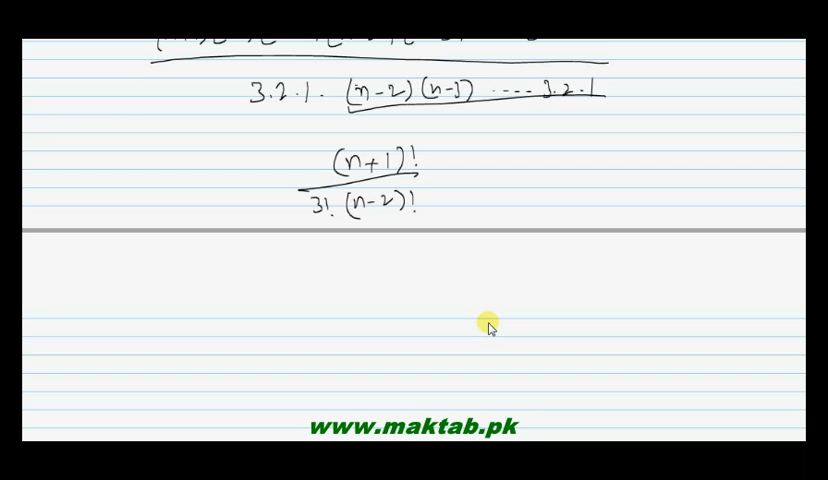 3.2.1. (n-2)(n-3) .... 3.2.1
(n+1)!
3! (n-2)!
www.maktab.pk